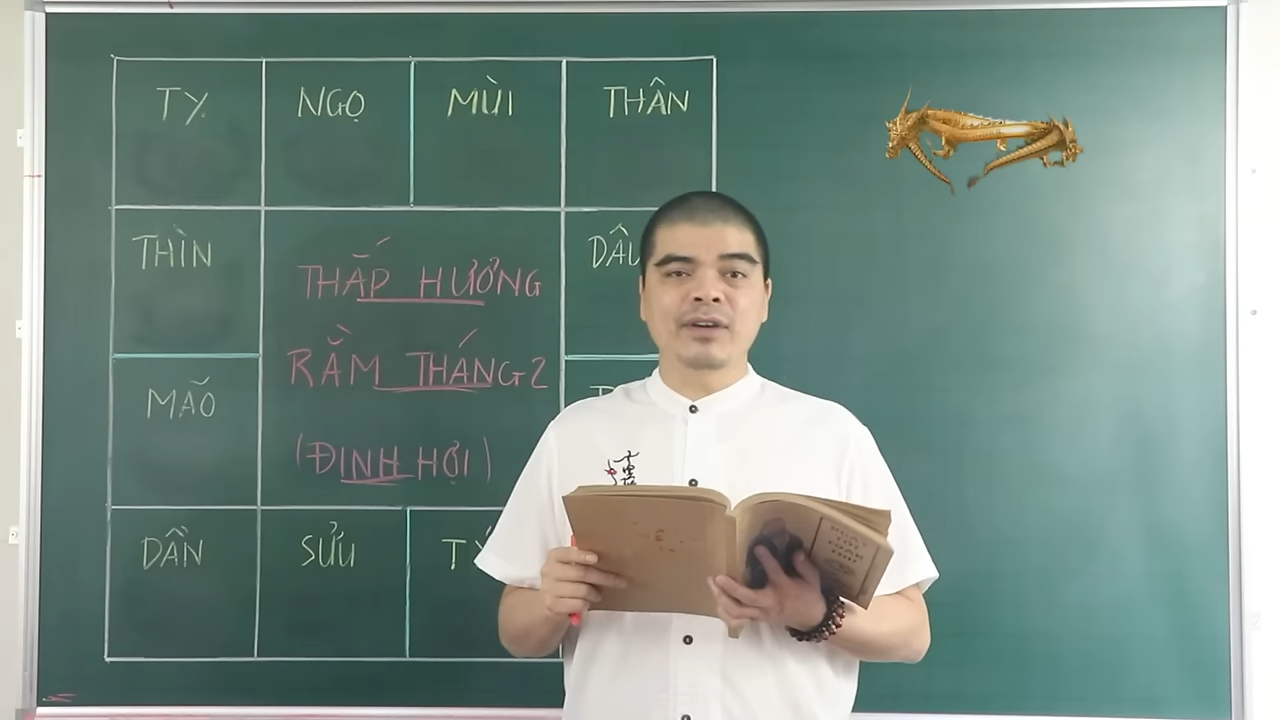 TỴ NGỌ MÙI THÂN
THÌN
THẮP HƯƠNG
RẰM THÁNG 2
MÃO
(ĐINH HỢI)
DẦN SỬU